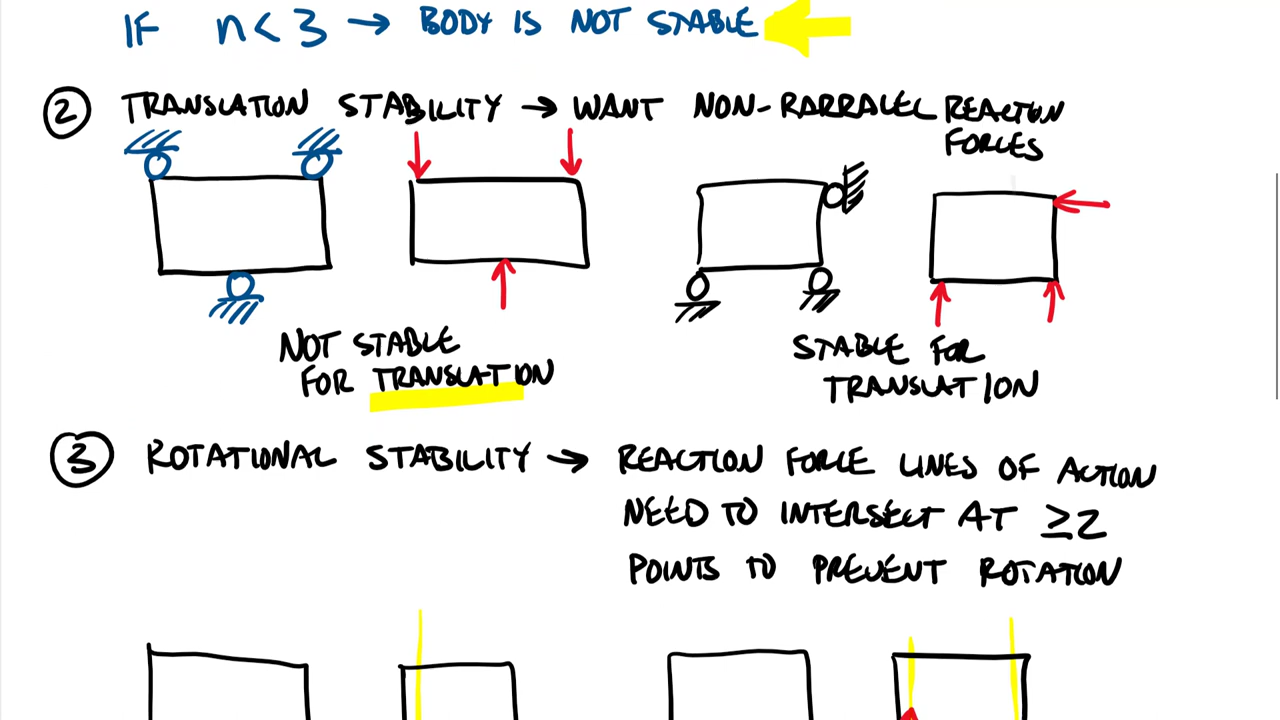 IF n < 3 → BODY IS NOT STABLE
② TRANSLATION STABILITY → WANT NON-RARRALEL REACTION
FORCES
NOT STABLE
FOR TRANSLATION
STABLE FOR
TRANSLATION
③ ROTATIONAL STABILITY → REACTION FORCE LINES OF ACTION
NEED TO INTERSECT AT ≥2
POINTS TO PREVENT ROTATION